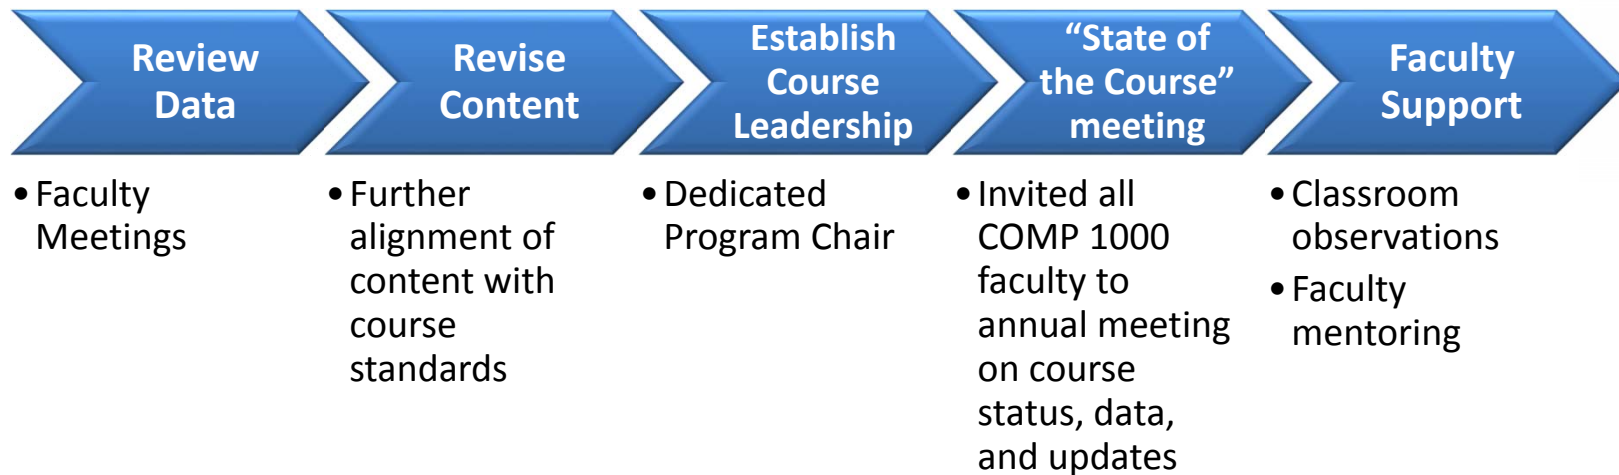 Review
Data
Revise
Content
Establish
Course
Leadership
“State of
the Course”
meeting
Faculty
Support
•Faculty
Meetings
•Further
alignment of
content with
course
standards
•Dedicated
Program Chair
•Invited all
COMP 1000
faculty to
annual meeting
on course
status, data,
and updates
•Classroom
observations
•Faculty
mentoring